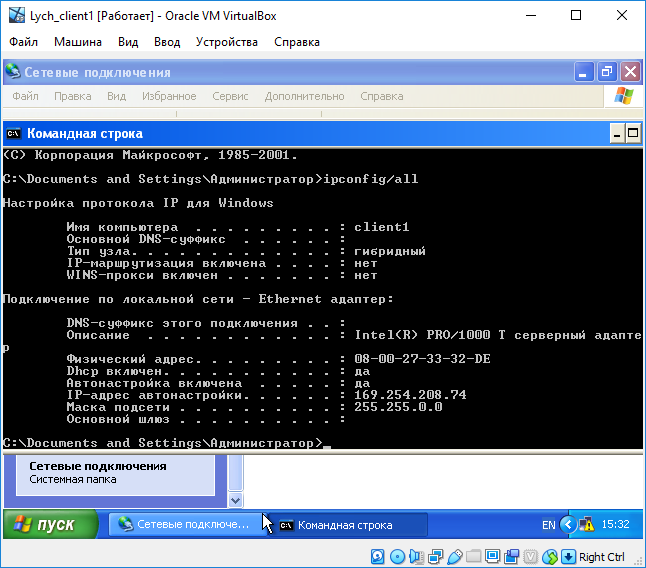 Lych_client1 [Работает] - Oracle VM VirtualBox
Файл Машина Вид Ввод Устройства Справка
Сетевые подключения
Файл Правка Вид Избранное Сервис Дополнительно Справка
C:\ Командная строка
(C) Корпорация Майкрософт, 1985-2001.
C:\Documents and Settings\Администратор>ipconfig/all
Настройка протокола IP для Windows
Имя компьютера . . . . . . . . . : client1
Основной DNS-суффикс . . . . . . :
Тип узла. . . . . . . . . . . . . : гибридный
IP-маршрутизация включена . . . . : нет
WINS-прокси включен . . . . . . . : нет
Подключение по локальной сети - Ethernet адаптер:
DNS-суффикс этого подключения . . :
Описание . . . . . . . . . . . . : Intel(R) PRO/1000 T серверный адапте
р
Физический адрес. . . . . . . . . : 08-00-27-33-32-DE
Dhcp включен. . . . . . . . . . . : да
Автонастройка включена . . . . . : да
IP-адрес автонастройки. . . . . . : 169.254.208.74
Маска подсети . . . . . . . . . . : 255.255.0.0
Основной шлюз . . . . . . . . . . :
C:\Documents and Settings\Администратор>_
Сетевые подключения
Системная папка
пуск Сетевые подключе... C:\ Командная строка EN 15:32
Right Ctrl